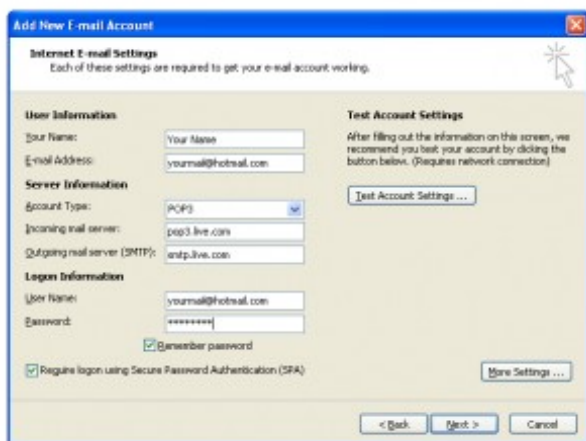 Add New E-mail Account
Internet E-mail Settings
Each of these settings are required to get your e-mail account working.
User Information
Your Name: Your Name
E-mail Address: yourmail@hotmail.com
Server Information
Account Type: POP3
Incoming mail server: pop3.live.com
Outgoing mail server (SMTP): smtp.live.com
Logon Information
User Name: yourmail@hotmail.com
Password: ********
Remember password
Require logon using Secure Password Authentication (SPA)
Test Account Settings
After filling out the information on this screen, we
recommend you test your account by clicking the
button below. (Requires network connection)
Test Account Settings ...
More Settings ...
< Back
Next >
Cancel